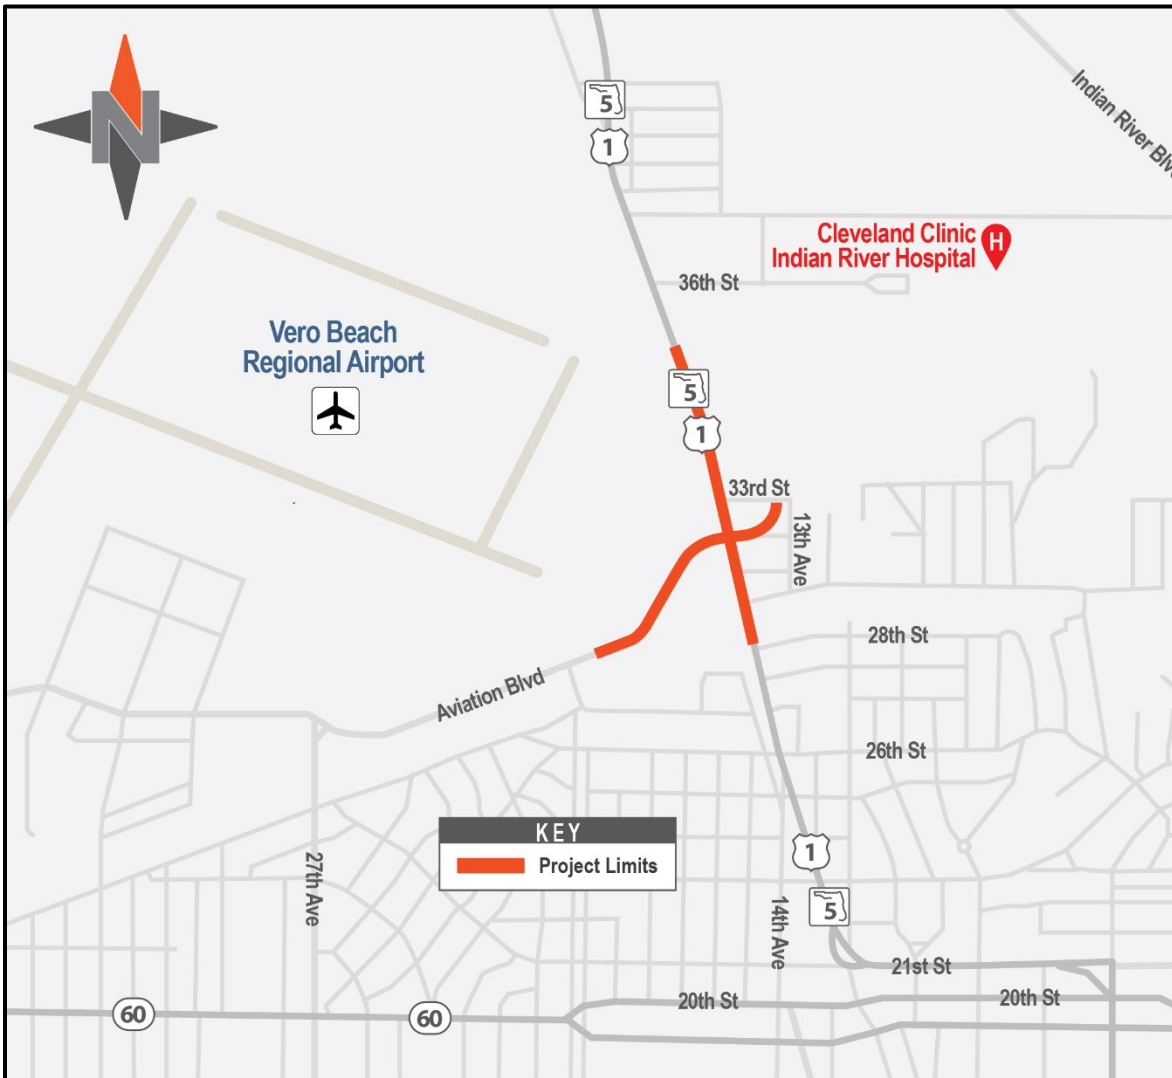 N
5
1
Indian River Blvd
Cleveland Clinic
Indian River Hospital
H
36th St
Vero Beach
Regional Airport
5
1
33rd St
13th Ave
28th St
Aviation Blvd
26th St
KEY
Project Limits
1
27th Ave
5
14th Ave
21st St
20th St
20th St
60
60